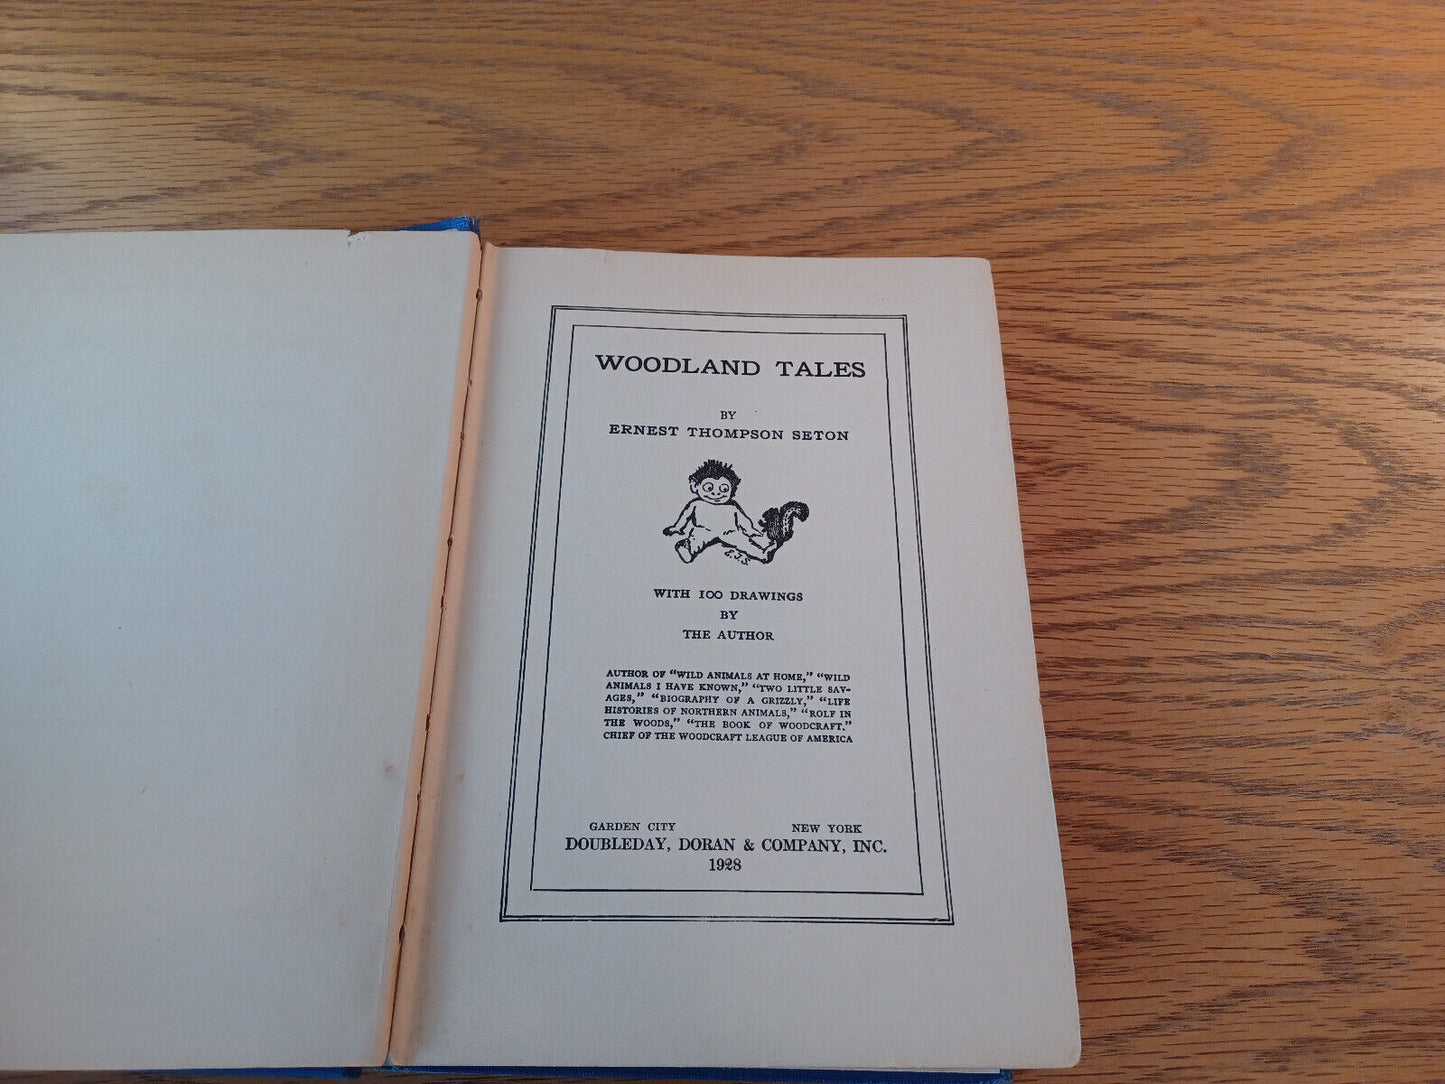 WOODLAND TALES
BY
ERNEST THOMPSON SETON
E.T.S.
WITH 100 DRAWINGS
BY
THE AUTHOR
AUTHOR OF "WILD ANIMALS AT HOME," "WILD
ANIMALS I HAVE KNOWN," "TWO LITTLE SAV-
AGES," "BIOGRAPHY OF A GRIZZLY," "LIFE
HISTORIES OF NORTHERN ANIMALS," "ROLF IN
THE WOODS," "THE BOOK OF WOODCRAFT,"
CHIEF OF THE WOODCRAFT LEAGUE OF AMERICA
GARDEN CITY NEW YORK
DOUBLEDAY, DORAN & COMPANY, INC.
1928